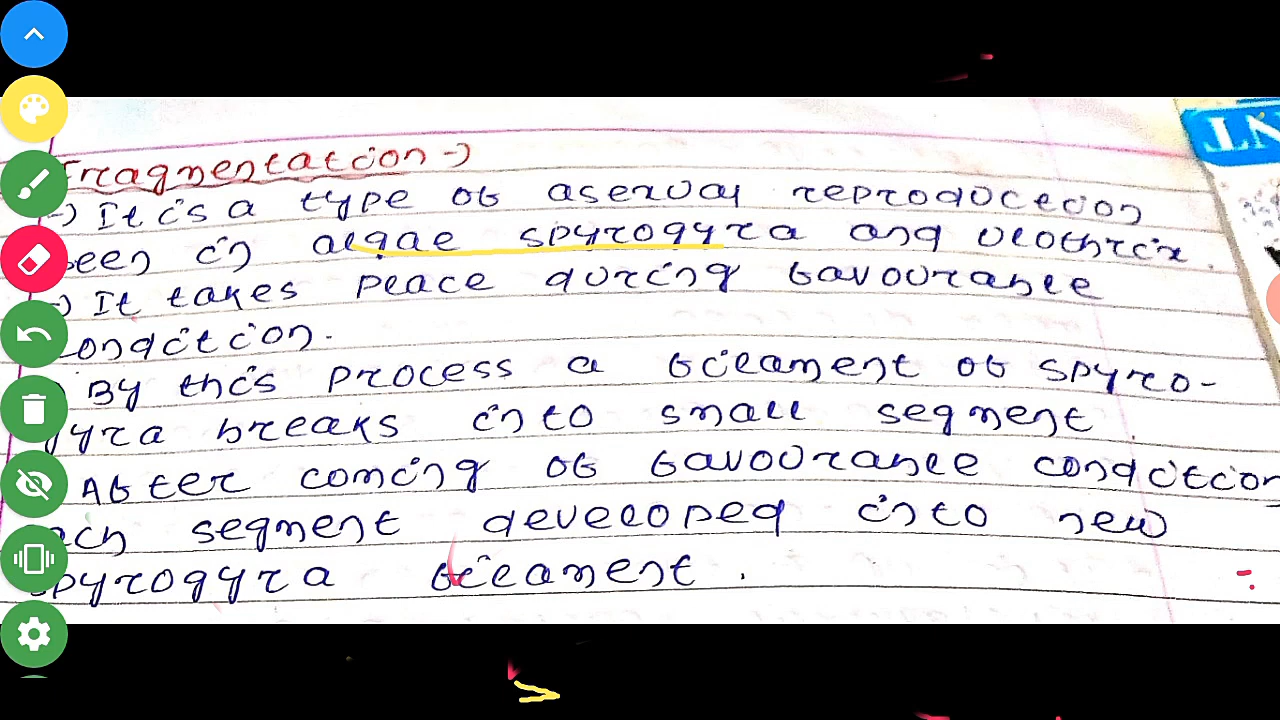 Fragmentation →
→ It is a type of asexual reproduction
seen in algae spyrogyra and Ulothrix.
→ It takes place during favourable
condition.
By this process a filament of spyro-
gyra breaks into small segment.
After coming of favourable condition
each segment developed into new
spyrogyra filament.
IN